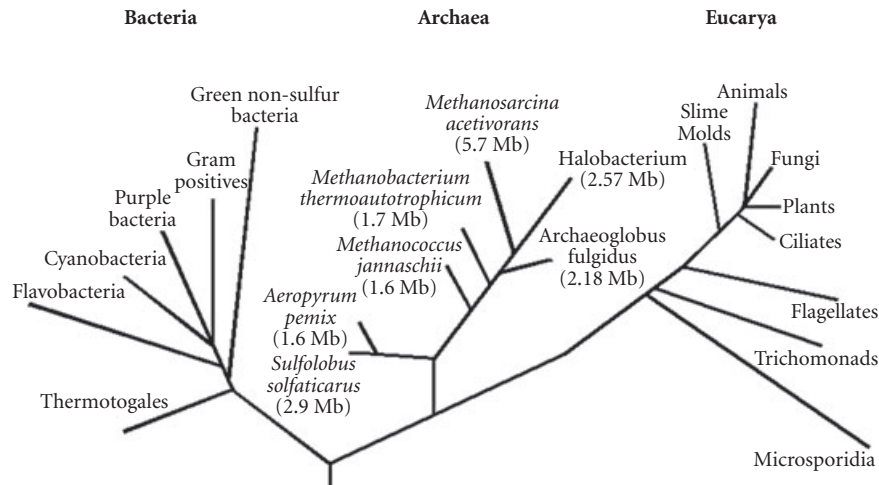 Bacteria
Archaea
Eucarya
Green non-sulfur
bacteria
Gram
positives
Purple
bacteria
Cyanobacteria
Flavobacteria
Thermotogales
Methanosarcina
acetivorans
(5.7 Mb)
Halobacterium
(2.57 Mb)
Methanobacterium
thermoautotrophicum
(1.7 Mb)
Methanococcus
jannaschii
(1.6 Mb)
Archaeoglobus
fulgidus
(2.18 Mb)
Aeropyrum
pemix
(1.6 Mb)
Sulfolobus
solfaticarus
(2.9 Mb)
Animals
Slime
Molds
Fungi
Plants
Ciliates
Flagellates
Trichomonads
Microsporidia